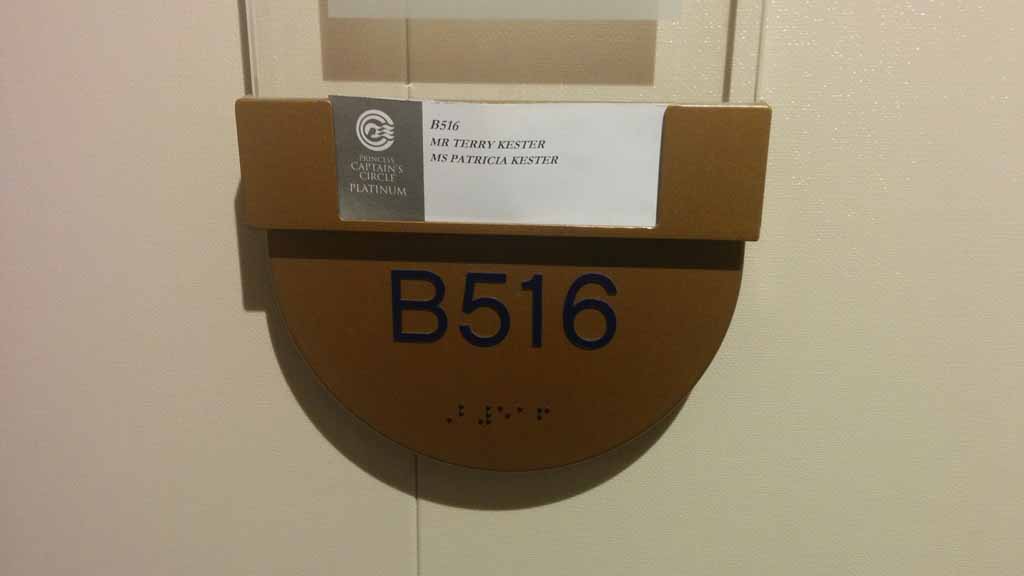 PRINCESS
CAPTAIN'S
CIRCLE
PLATINUM
B516
MR TERRY KESTER
MS PATRICIA KESTER
B516